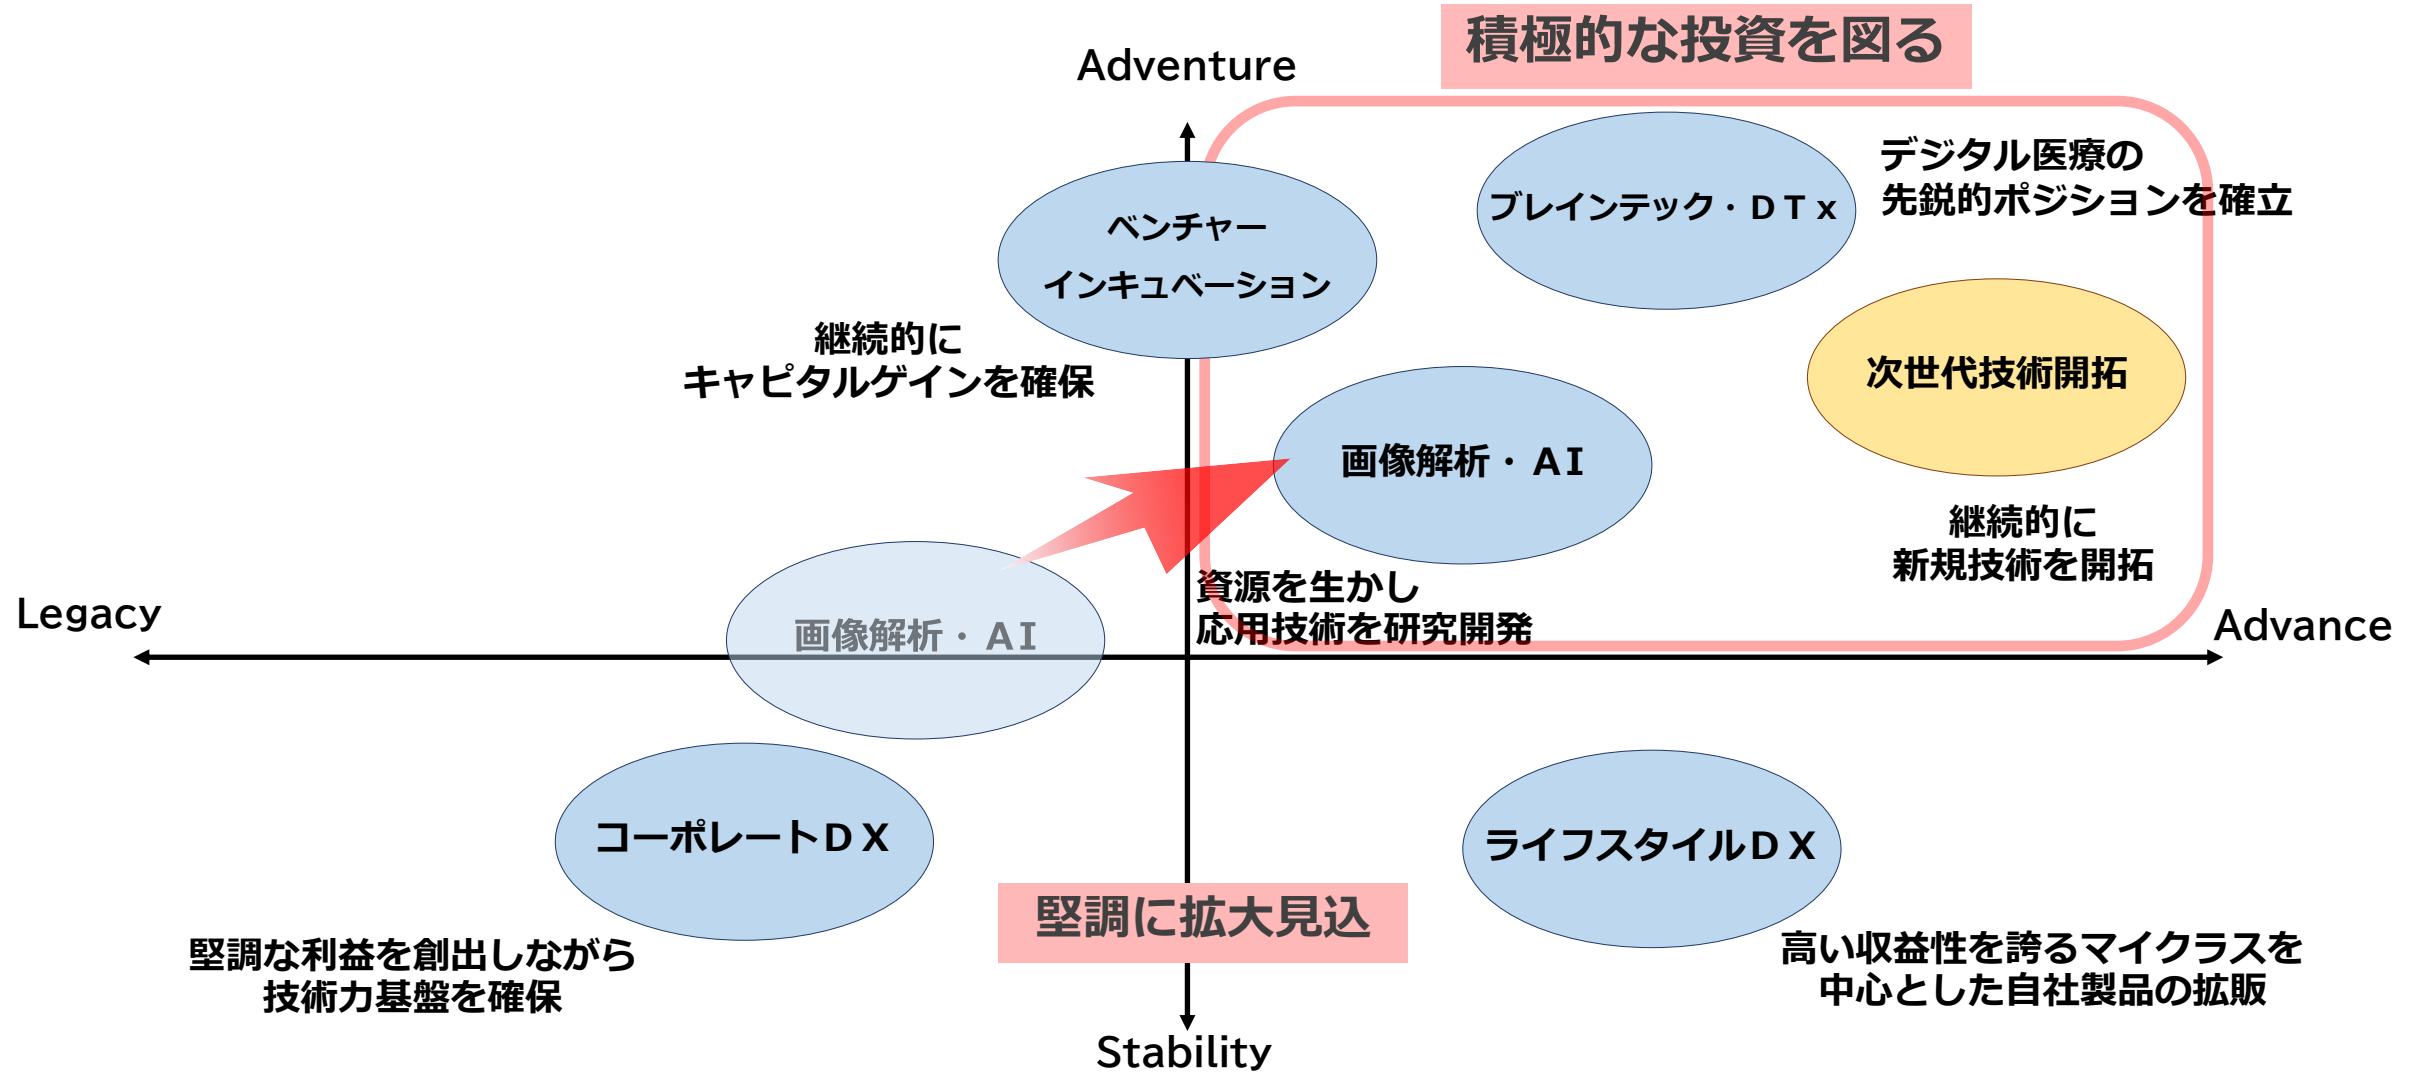 積極的な投資を図る
Adventure
デジタル医療の
先鋭的ポジションを確立
ブレインテック・ＤＴｘ
ベンチャー
インキュベーション
継続的に
キャピタルゲインを確保
次世代技術開拓
画像解析・ＡＩ
継続的に
新規技術を開拓
資源を生かし
応用技術を研究開発
Legacy
画像解析・ＡＩ
Advance
コーポレートＤＸ
ライフスタイルＤＸ
堅調に拡大見込
堅調な利益を創出しながら
技術力基盤を確保
高い収益性を誇るマイクラスを
中心とした自社製品の拡販
Stability